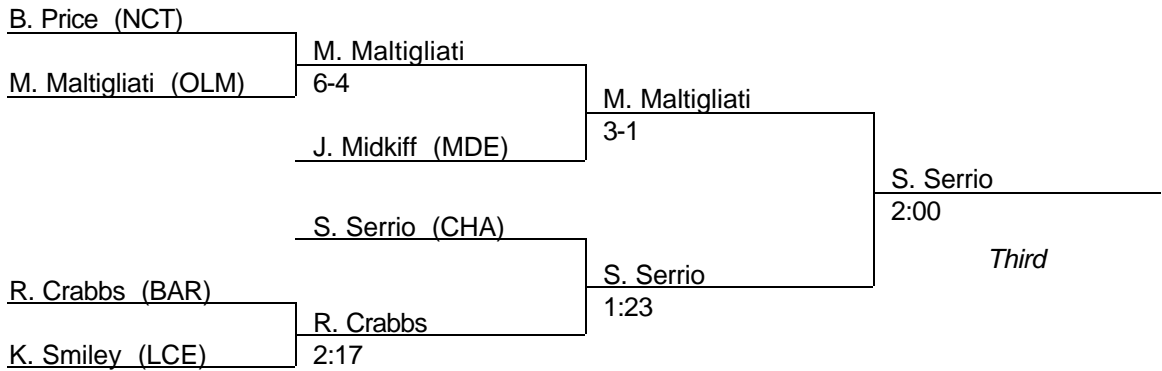 B. Price (NCT)
M. Maltigliati
M. Maltigliati (OLM)
6-4
M. Maltigliati
3-1
J. Midkiff (MDE)
S. Serrio
2:00
S. Serrio (CHA)
Third
S. Serrio
R. Crabbs (BAR)
1:23
R. Crabbs
K. Smiley (LCE)
2:17